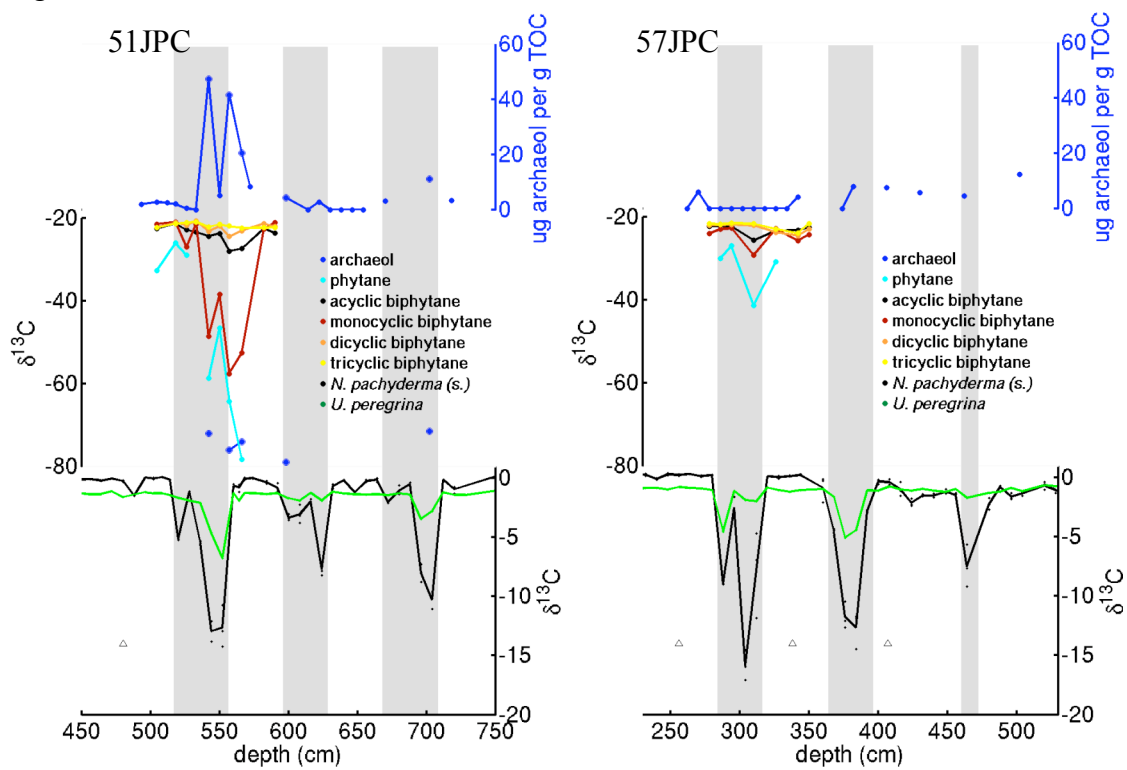 51JPC
60
40
20
0
ug archaeol per g TOC
-20
-40
-60
-80
δ13C
archaeol
phytane
acyclic biphytane
monocyclic biphytane
dicyclic biphytane
tricyclic biphytane
N. pachyderma (s.)
U. peregrina
0
-5
-10
-15
-20
δ13C
450 500 550 600 650 700 750
depth (cm)
57JPC
60
40
20
0
ug archaeol per g TOC
-20
-40
-60
-80
δ13C
archaeol
phytane
acyclic biphytane
monocyclic biphytane
dicyclic biphytane
tricyclic biphytane
N. pachyderma (s.)
U. peregrina
0
-5
-10
-15
-20
δ13C
250 300 350 400 450 500
depth (cm)